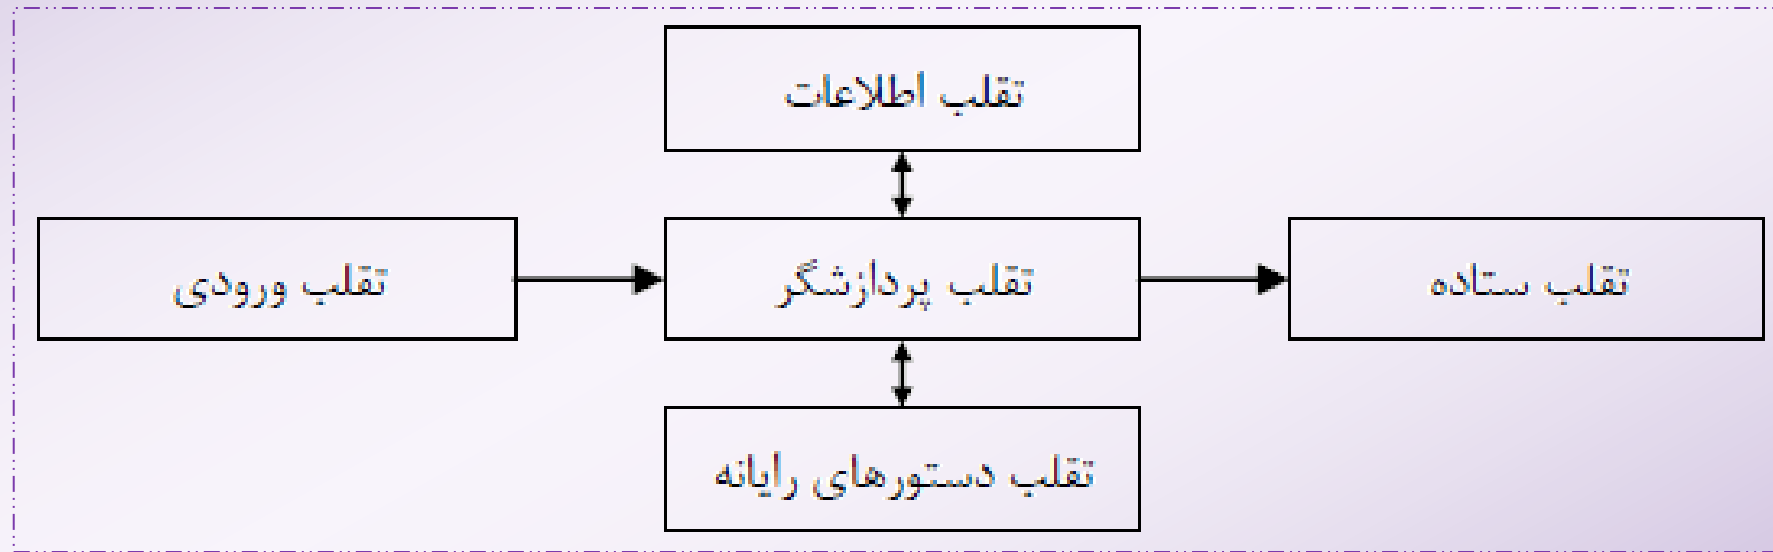 تقلب اطلاعات
تقلب ورودی
تقلب پردازشگر
تقلب ستاده
تقلب دستورهای رایانه